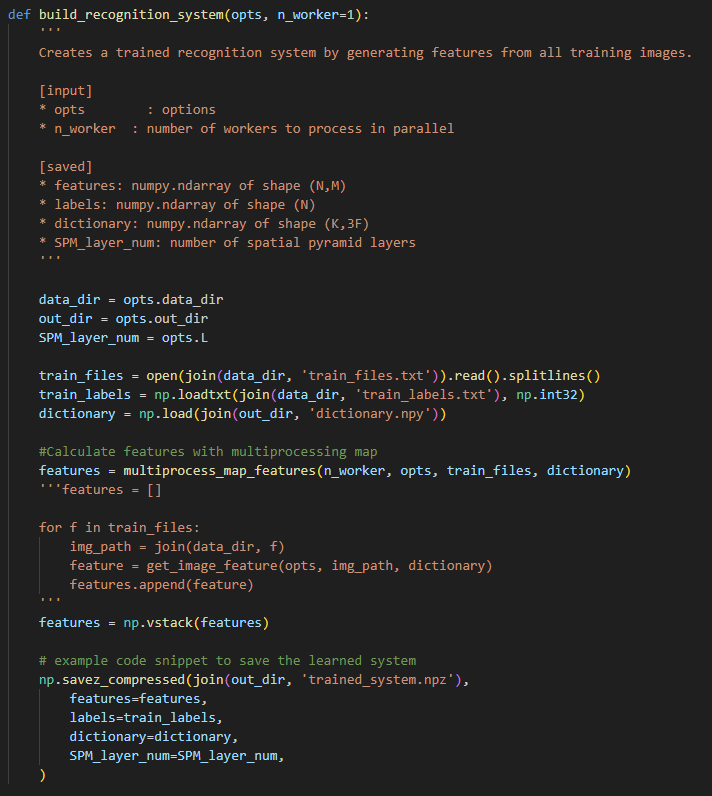 def build_recognition_system(opts, n_worker=1):
    '''
    Creates a trained recognition system by generating features from all training images.

    [input]
    * opts        : options
    * n_worker  : number of workers to process in parallel

    [saved]
    * features: numpy.ndarray of shape (N,M)
    * labels: numpy.ndarray of shape (N)
    * dictionary: numpy.ndarray of shape (K,3F)
    * SPM_layer_num: number of spatial pyramid layers
    '''

    data_dir = opts.data_dir
    out_dir = opts.out_dir
    SPM_layer_num = opts.L

    train_files = open(join(data_dir, 'train_files.txt')).read().splitlines()
    train_labels = np.loadtxt(join(data_dir, 'train_labels.txt'), np.int32)
    dictionary = np.load(join(out_dir, 'dictionary.npy'))

    #Calculate features with multiprocessing map
    features = multiprocess_map_features(n_worker, opts, train_files, dictionary)
    '''features = []

    for f in train_files:
        img_path = join(data_dir, f)
        feature = get_image_feature(opts, img_path, dictionary)
        features.append(feature)
    '''
    features = np.vstack(features)

    # example code snippet to save the learned system
    np.savez_compressed(join(out_dir, 'trained_system.npz'),
        features=features,
        labels=train_labels,
        dictionary=dictionary,
        SPM_layer_num=SPM_layer_num,
    )